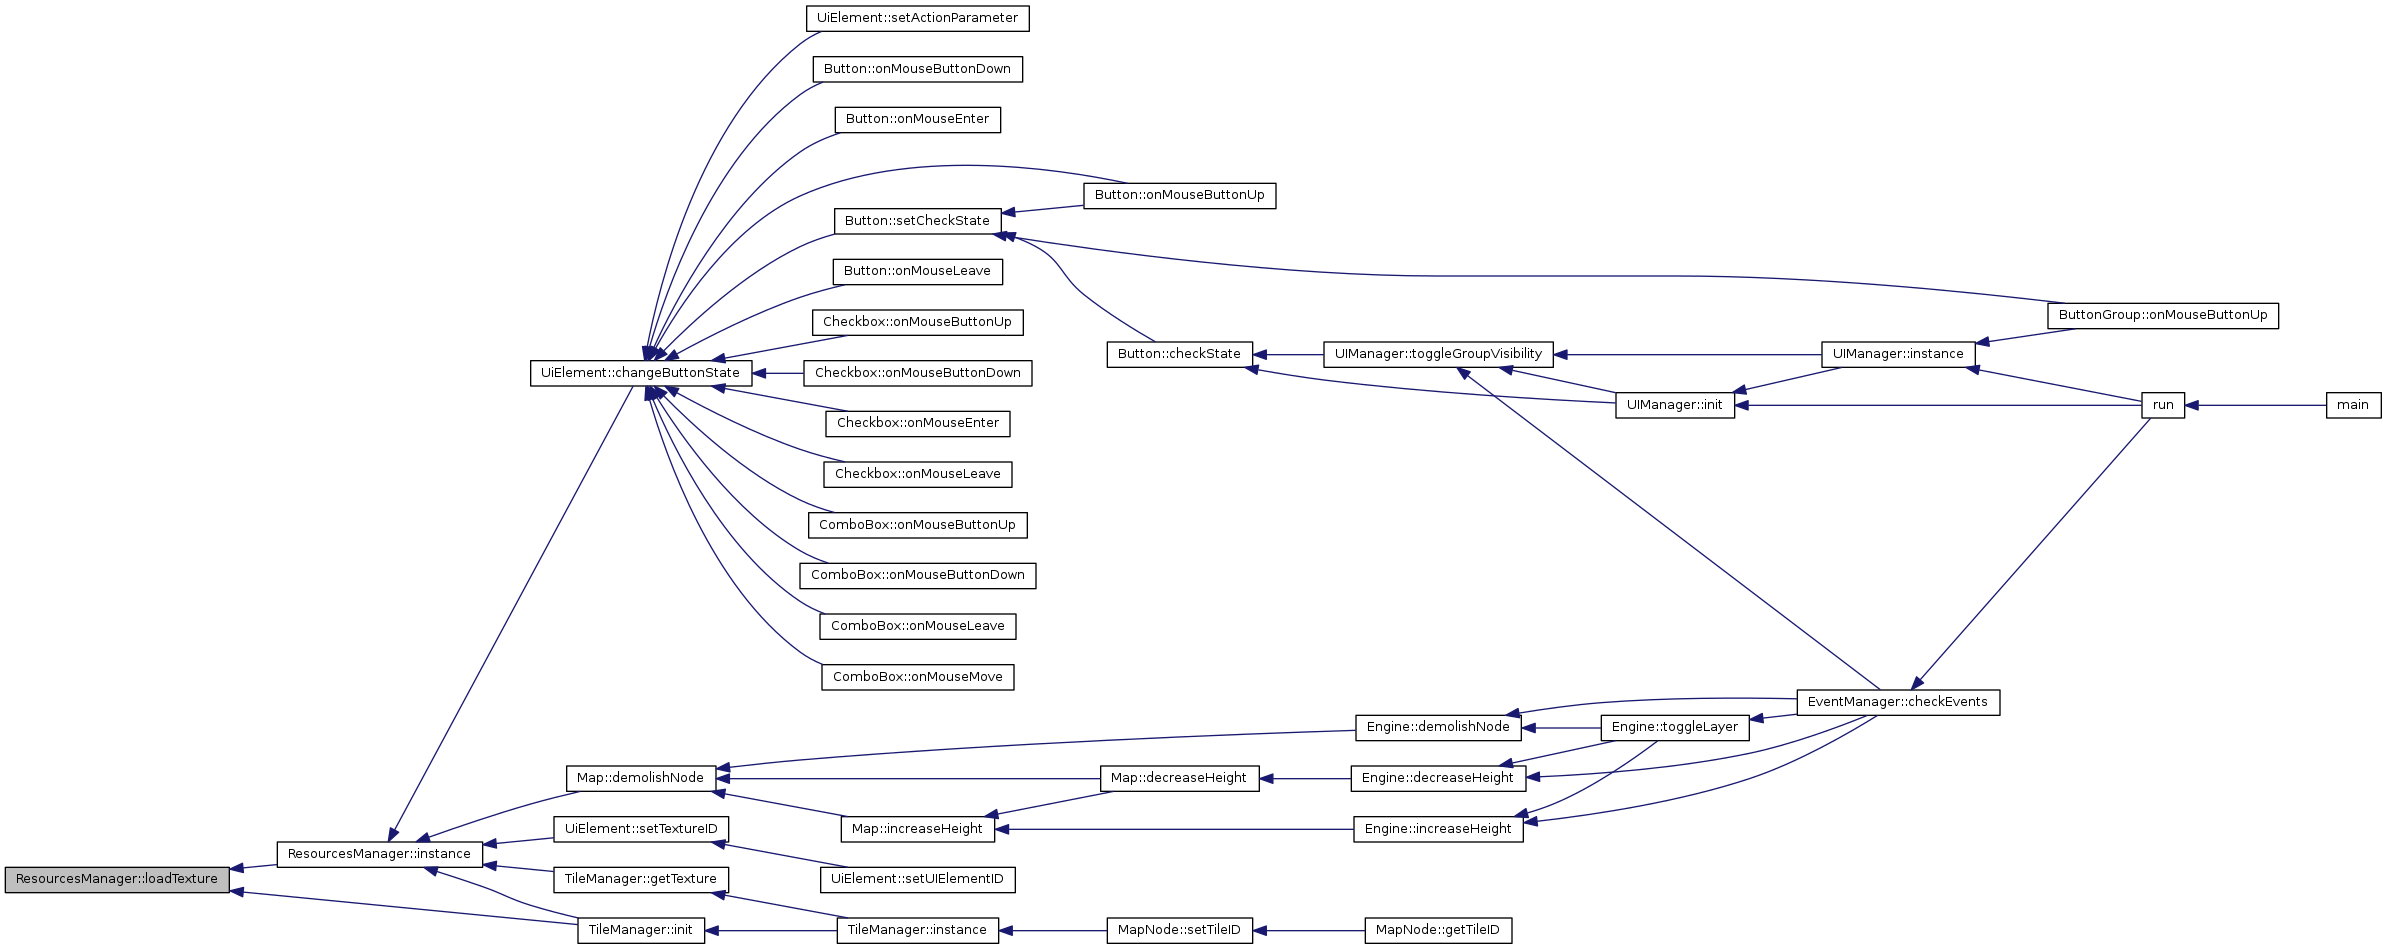 UiElement::setActionParameter
Button::onMouseButtonDown
Button::onMouseEnter
Button::onMouseButtonUp
Button::setCheckState
Button::onMouseLeave
ButtonGroup::onMouseButtonUp
Checkbox::onMouseButtonUp
Button::checkState
UIManager::toggleGroupVisibility
UIManager::instance
UiElement::changeButtonState
Checkbox::onMouseButtonDown
UIManager::init
run
main
Checkbox::onMouseEnter
Checkbox::onMouseLeave
ComboBox::onMouseButtonUp
ComboBox::onMouseButtonDown
ComboBox::onMouseLeave
ComboBox::onMouseMove
EventManager::checkEvents
Engine::demolishNode
Engine::toggleLayer
Map::demolishNode
Map::decreaseHeight
Engine::decreaseHeight
UiElement::setTextureID
Map::increaseHeight
Engine::increaseHeight
ResourcesManager::instance
ResourcesManager::loadTexture
TileManager::getTexture
UiElement::setUIElementID
TileManager::init
TileManager::instance
MapNode::setTileID
MapNode::getTileID